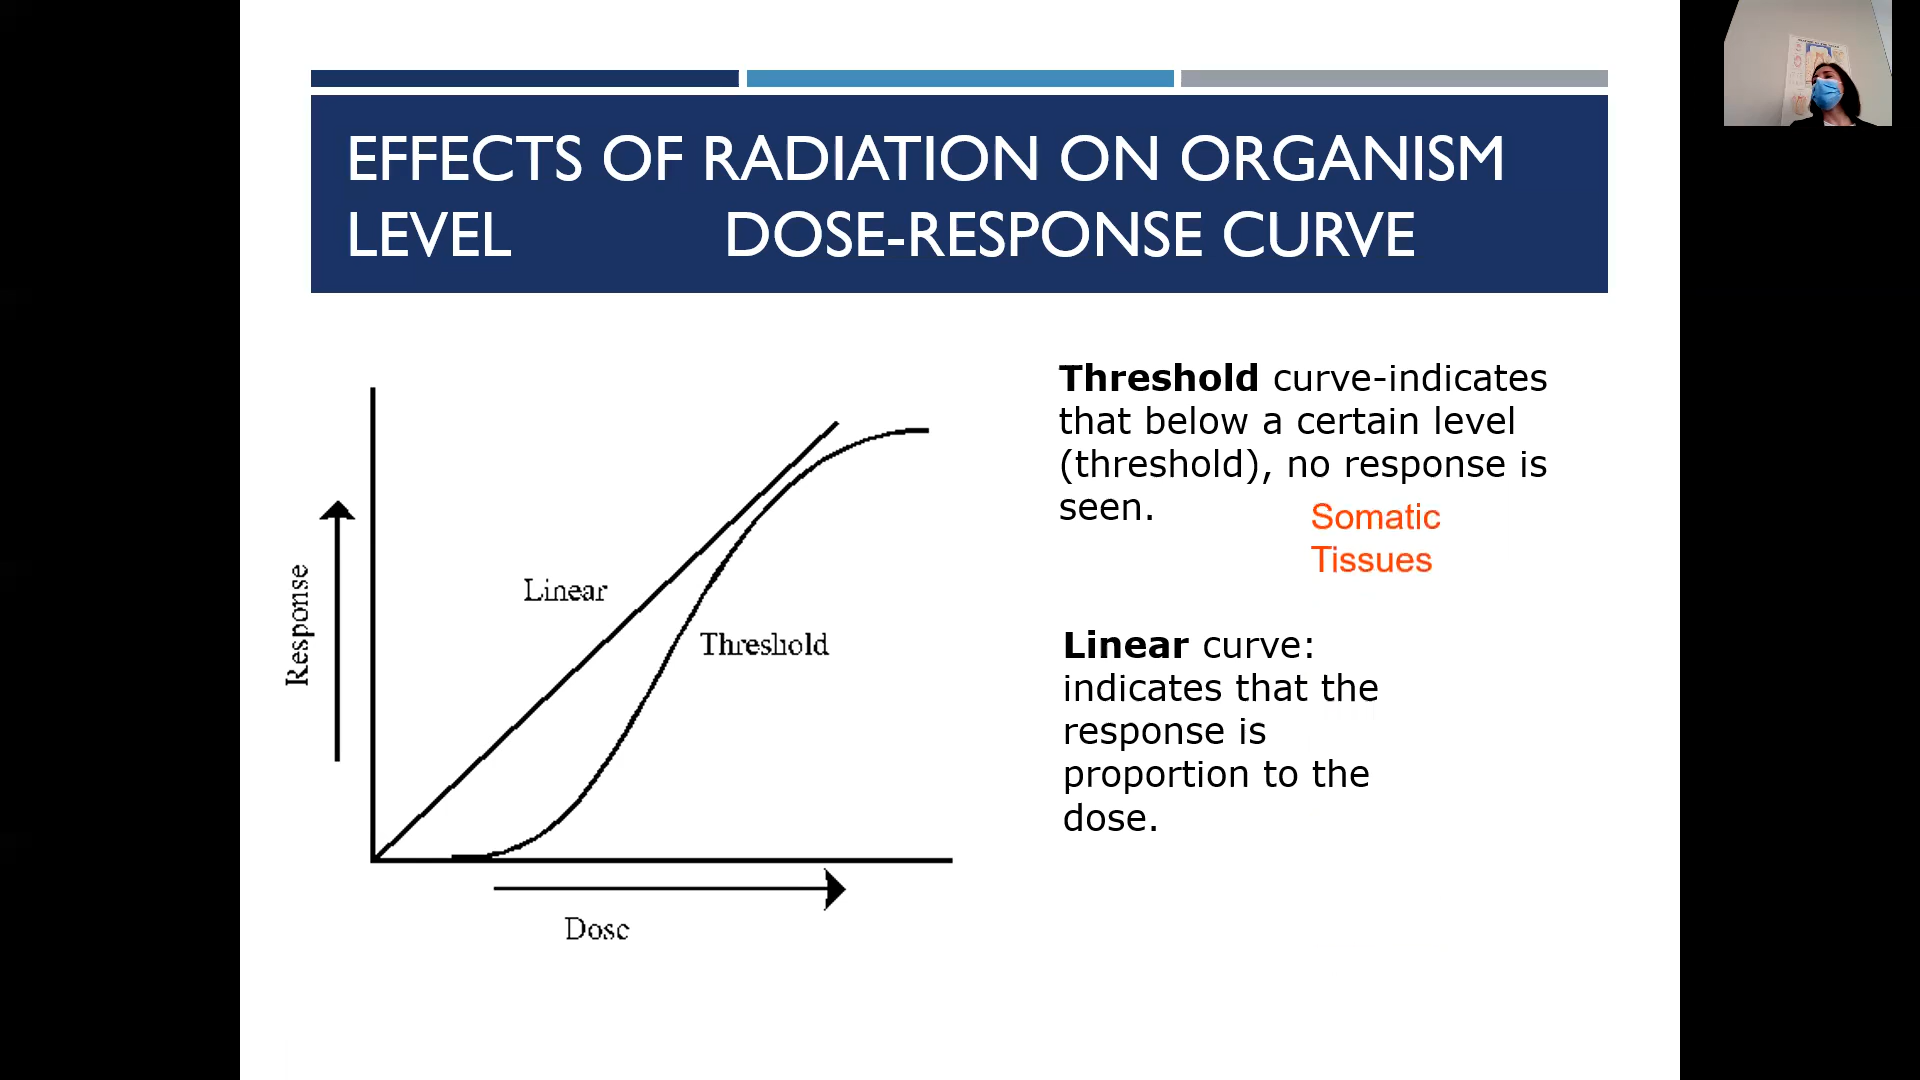 EFFECTS OF RADIATION ON ORGANISM
LEVEL DOSE-RESPONSE CURVE
Threshold curve-indicates
that below a certain level
(threshold), no response is
seen.
Somatic
Tissues
Linear curve:
indicates that the
response is
proportion to the
dose.
Response
Linear
Threshold
Dose